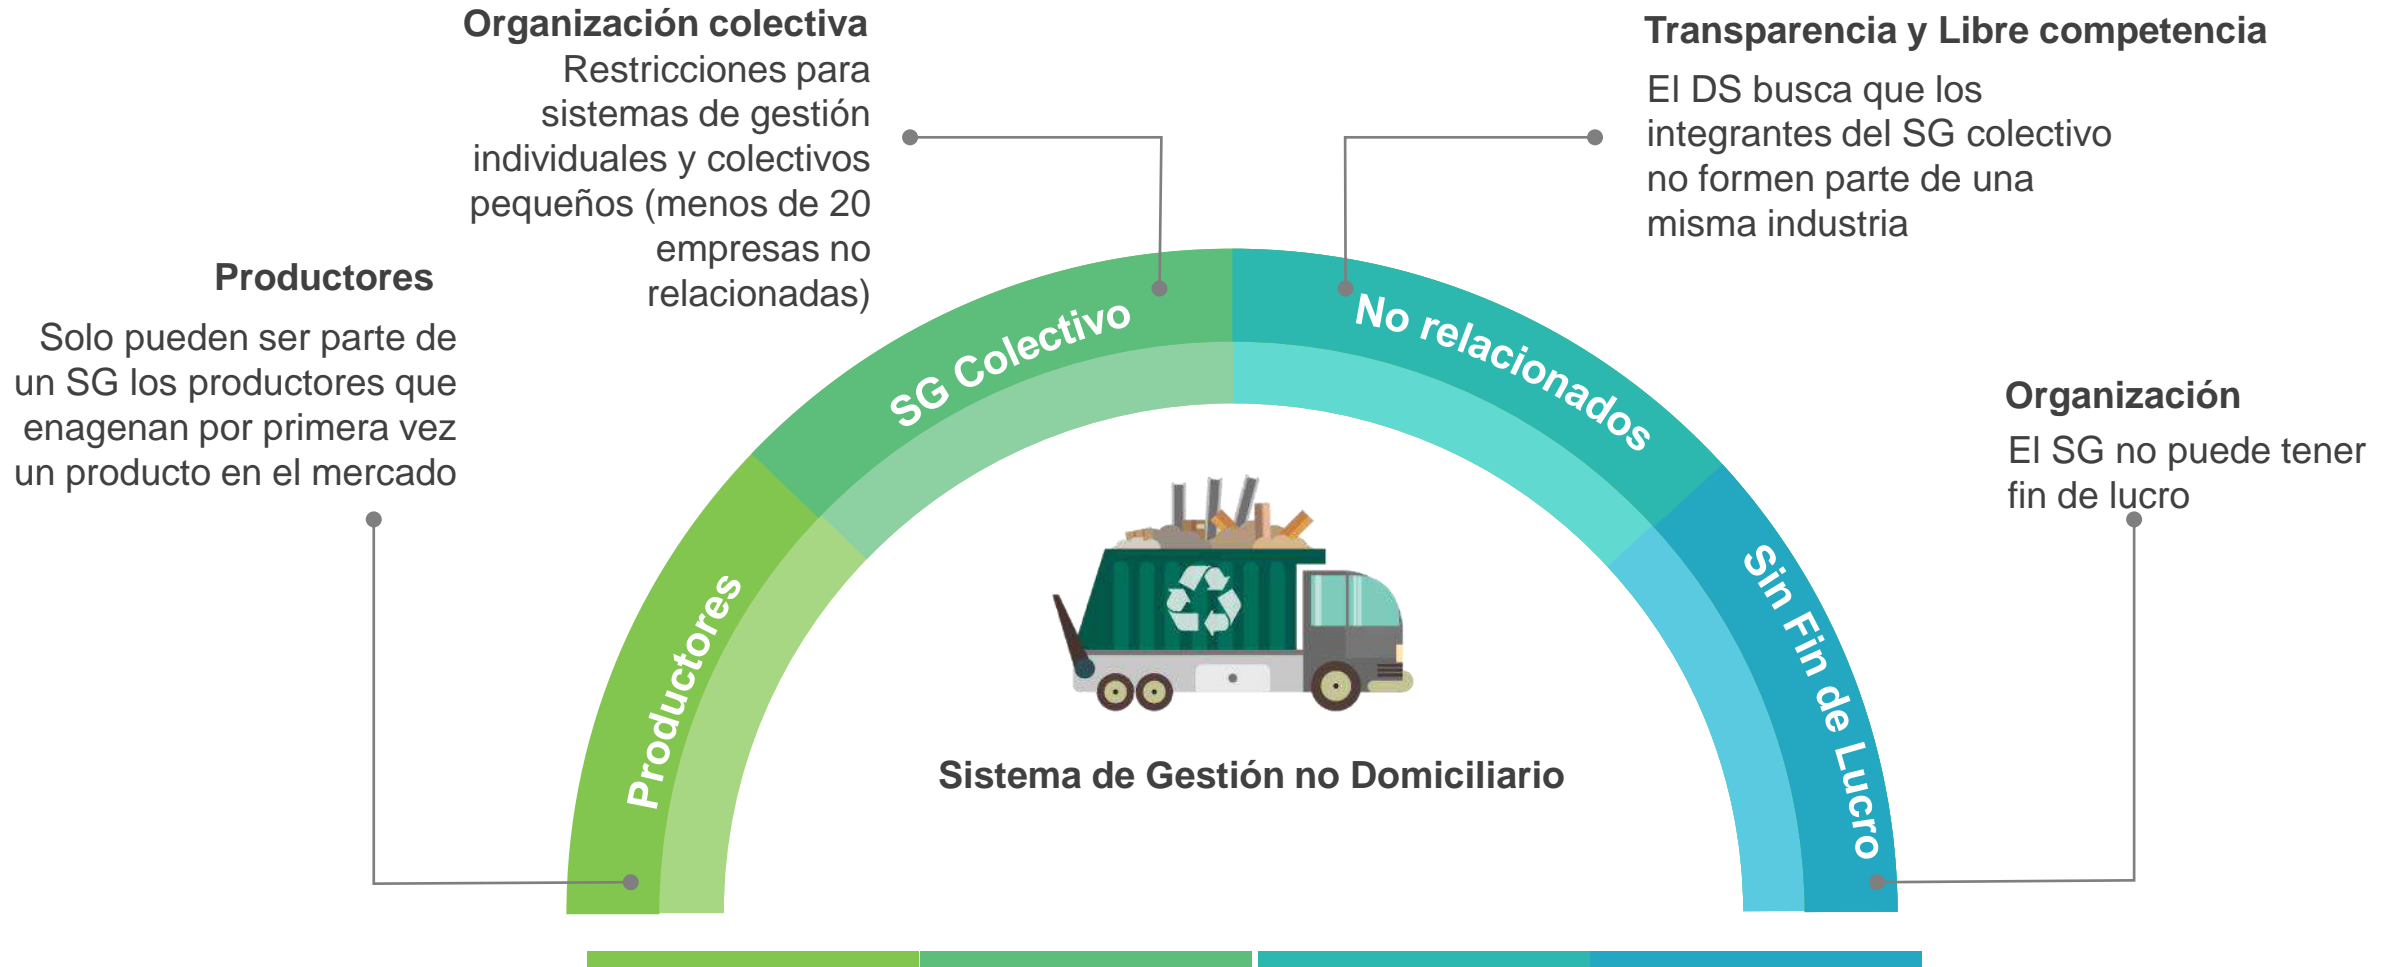 Organización colectiva
Restricciones para
sistemas de gestión
individuales y colectivos
pequeños (menos de 20
empresas no
relacionadas)
Transparencia y Libre competencia
El DS busca que los
integrantes del SG colectivo
no formen parte de una
misma industria
Productores
Solo pueden ser parte de
un SG los productores que
enagenan por primera vez
un producto en el mercado
Organización
El SG no puede tener
fin de lucro
Productores
SG Colectivo
No relacionados
Sin Fin de Lucro
Sistema de Gestión no Domiciliario